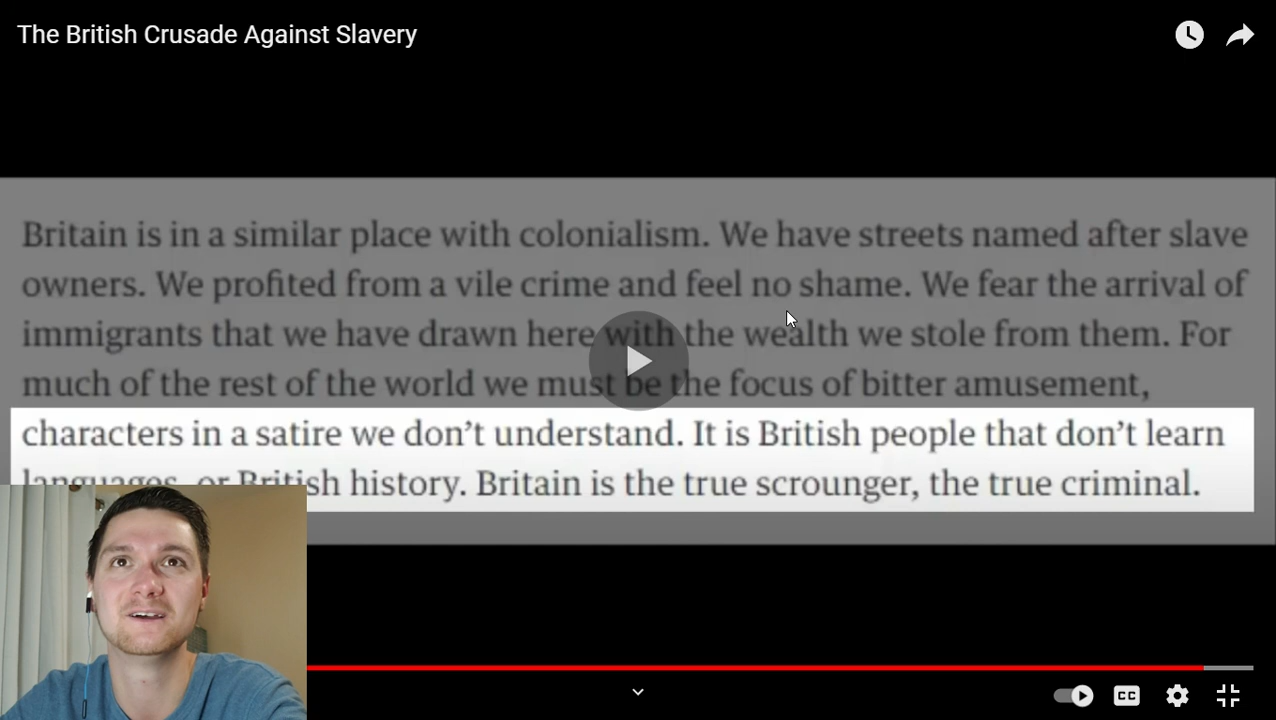 The British Crusade Against Slavery
Britain is in a similar place with colonialism. We have streets named after slave
owners. We profited from a vile crime and feel no shame. We fear the arrival of
immigrants that we have drawn here with the wealth we stole from them. For
much of the rest of the world we must be the focus of bitter amusement,
characters in a satire we don’t understand. It is British people that don’t learn
languages, or British history. Britain is the true scrounger, the true criminal.
CC